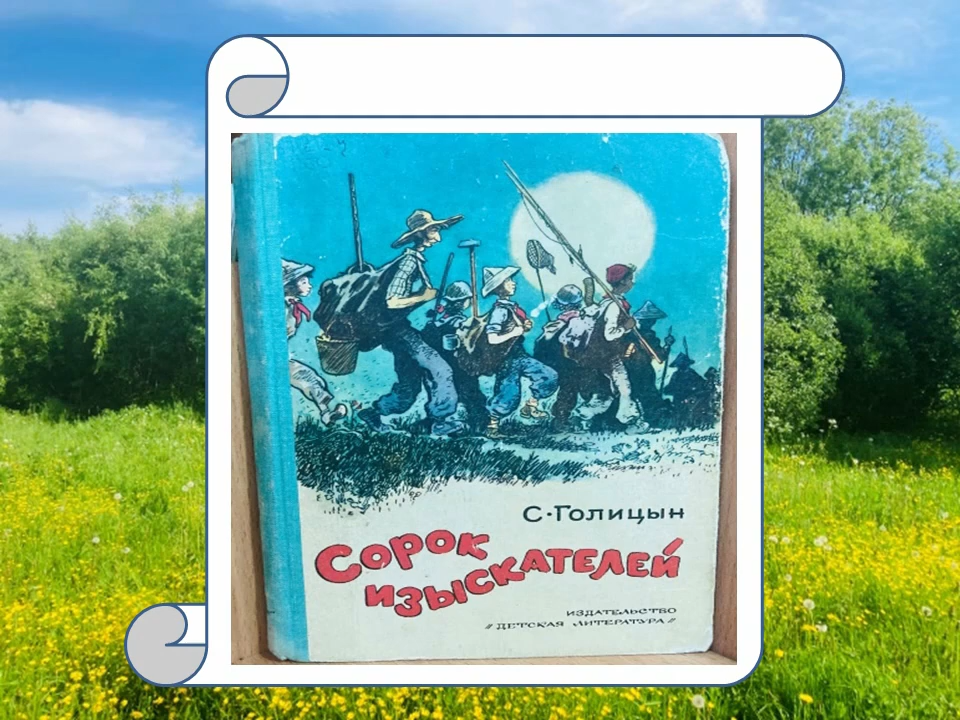 С. Голицын
Сорок
изыскателей
ИЗДАТЕЛЬСТВО
"ДЕТСКАЯ ЛИТЕРАТУРА"